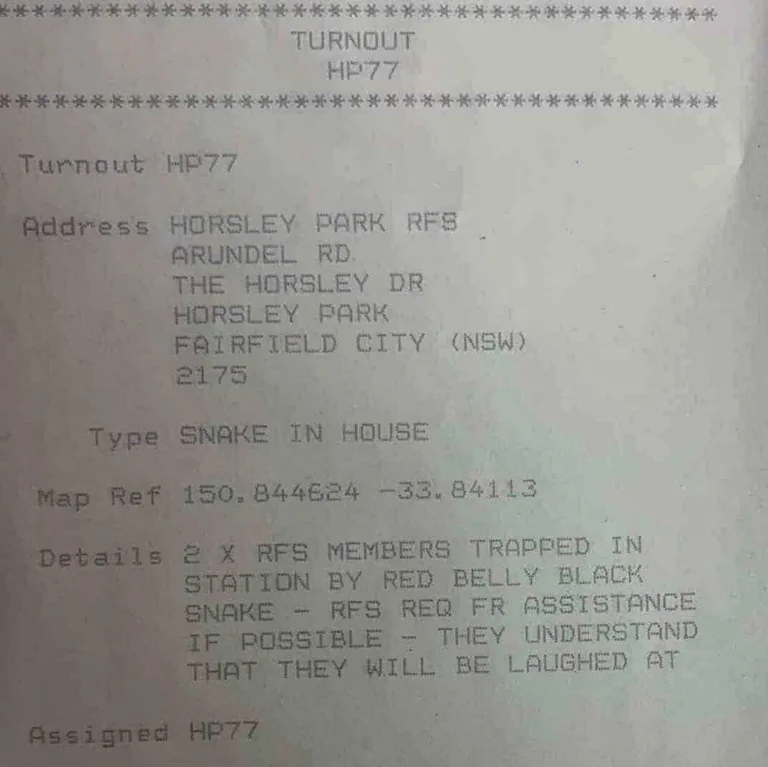 *************************************
TURNOUT
HP77
*************************************
Turnout HP77
Address HORSLEY PARK RFS
ARUNDEL RD
THE HORSLEY DR
HORSLEY PARK
FAIRFIELD CITY (NSW)
2175
Type SNAKE IN HOUSE
Map Ref 150.844624 -33.84113
Details 2 X RFS MEMBERS TRAPPED IN
STATION BY RED BELLY BLACK
SNAKE - RFS REQ FR ASSISTANCE
IF POSSIBLE - THEY UNDERSTAND
THAT THEY WILL BE LAUGHED AT
Assigned HP77